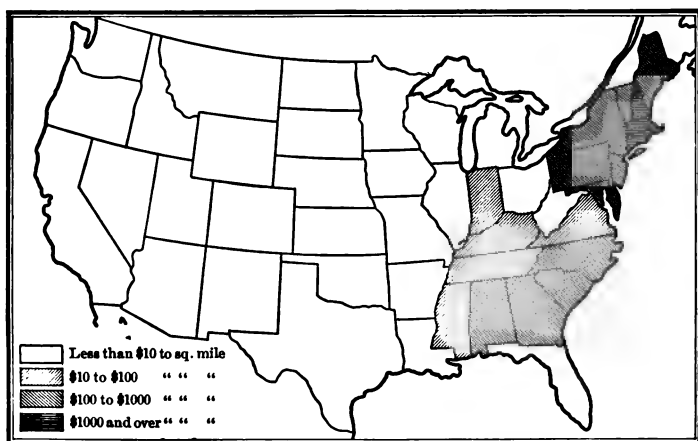 Less than $10 to sq. mile
$10 to $100 “ “ “
$100 to $1000 “ “ “
$1000 and over “ “ “